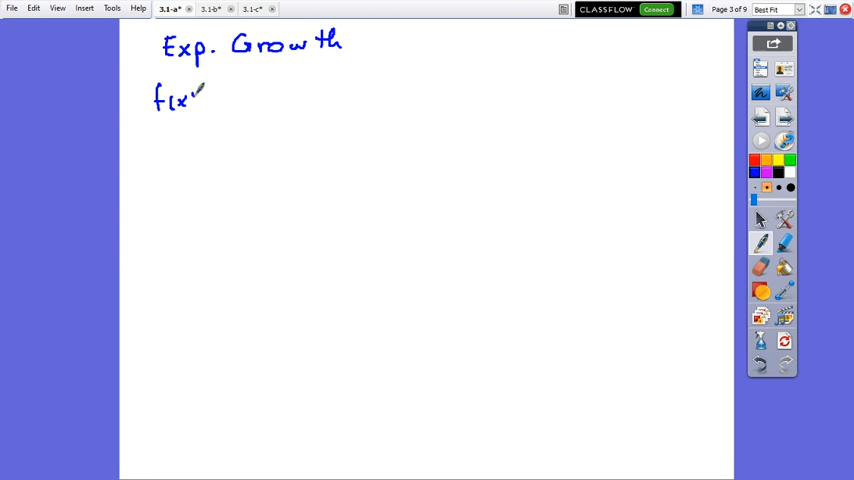 File Edit View Insert Tools Help 3.1-a* 3.1-b* 3.1-c* CLASSFLOW Connect Page 3 of 9 Best Fit
Exp. Growth
f(x